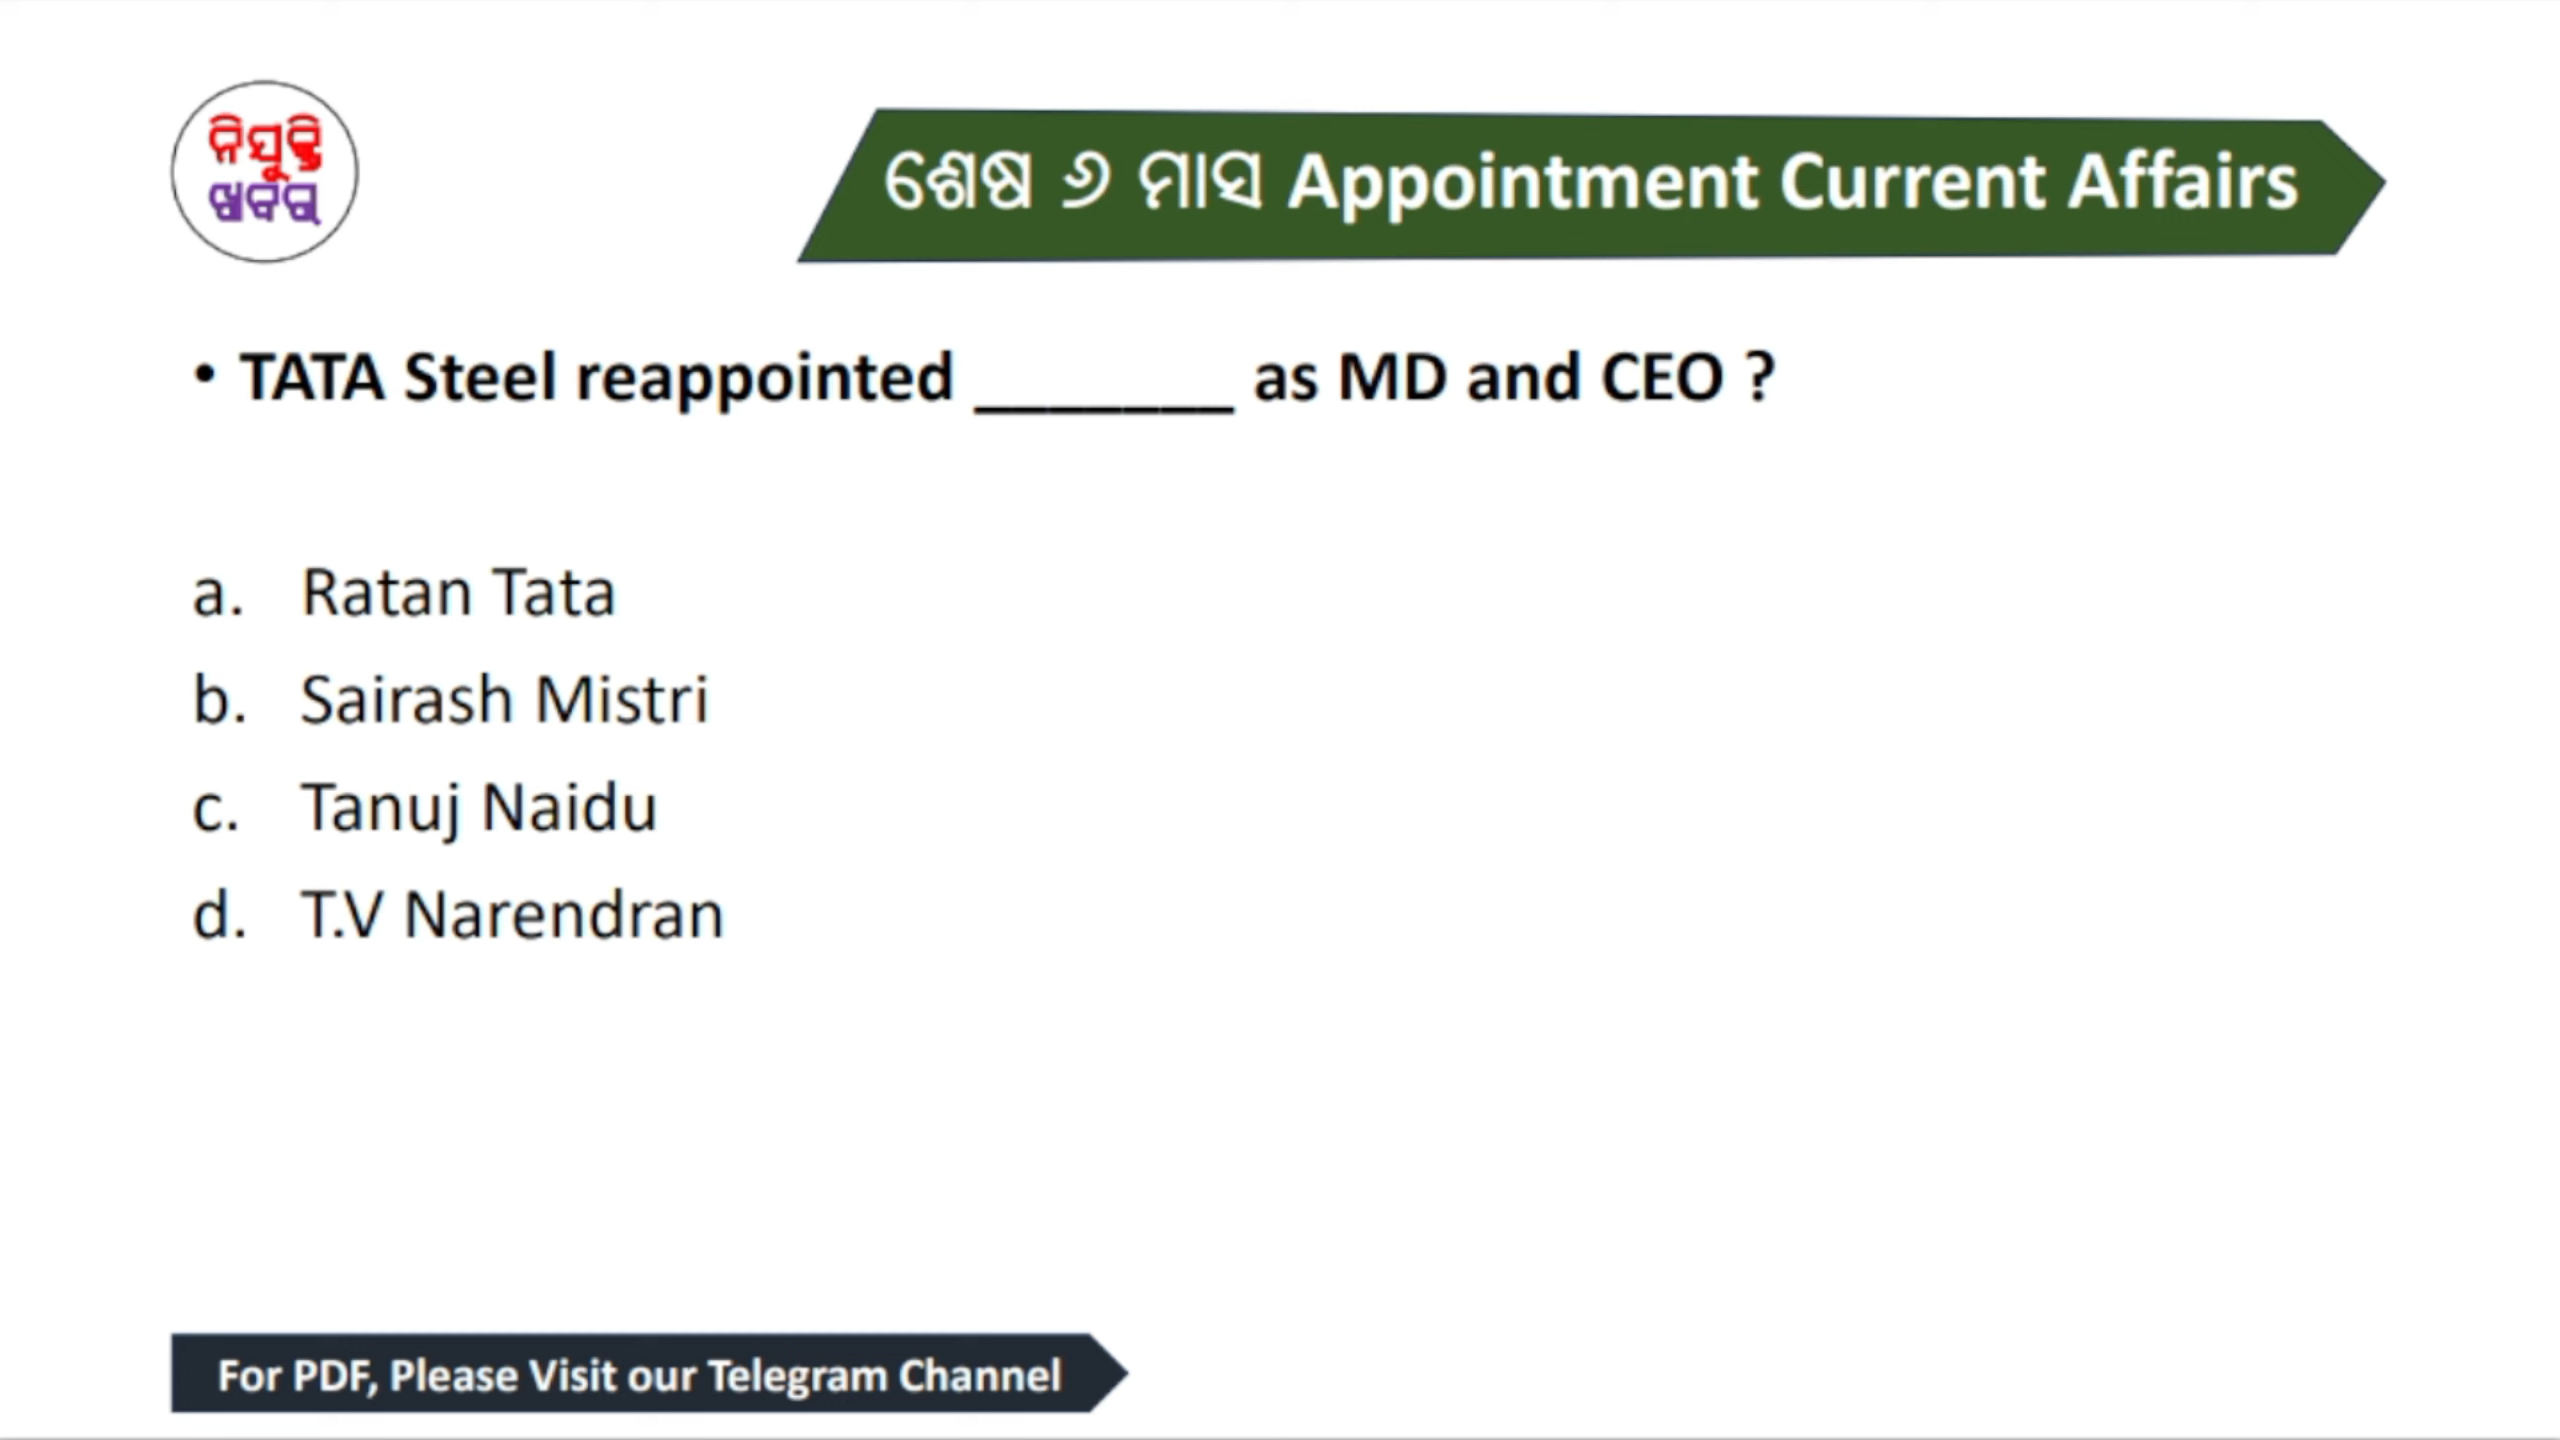 ନିଯୁକ୍ତି
ଖବର
ଶେଷ ୬ ମାସ Appointment Current Affairs
• TATA Steel reappointed _______ as MD and CEO ?
a. Ratan Tata
b. Sairash Mistri
c. Tanuj Naidu
d. T.V Narendran
For PDF, Please Visit our Telegram Channel